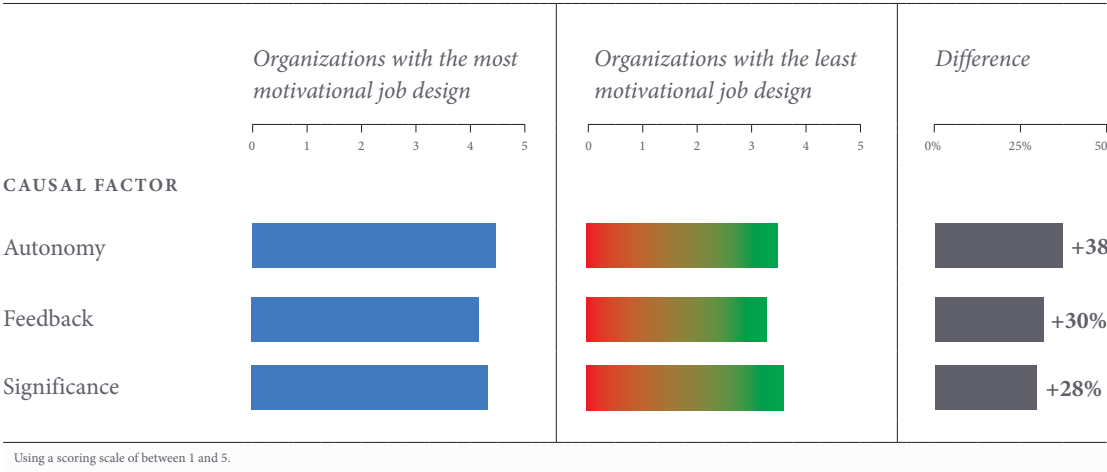 Organizations with the most
motivational job design
Organizations with the least
motivational job design
Difference
0 1 2 3 4 5
0 1 2 3 4 5
0% 25% 50
CAUSAL FACTOR
Autonomy
+38
Feedback
+30%
Significance
+28%
Using a scoring scale of between 1 and 5.